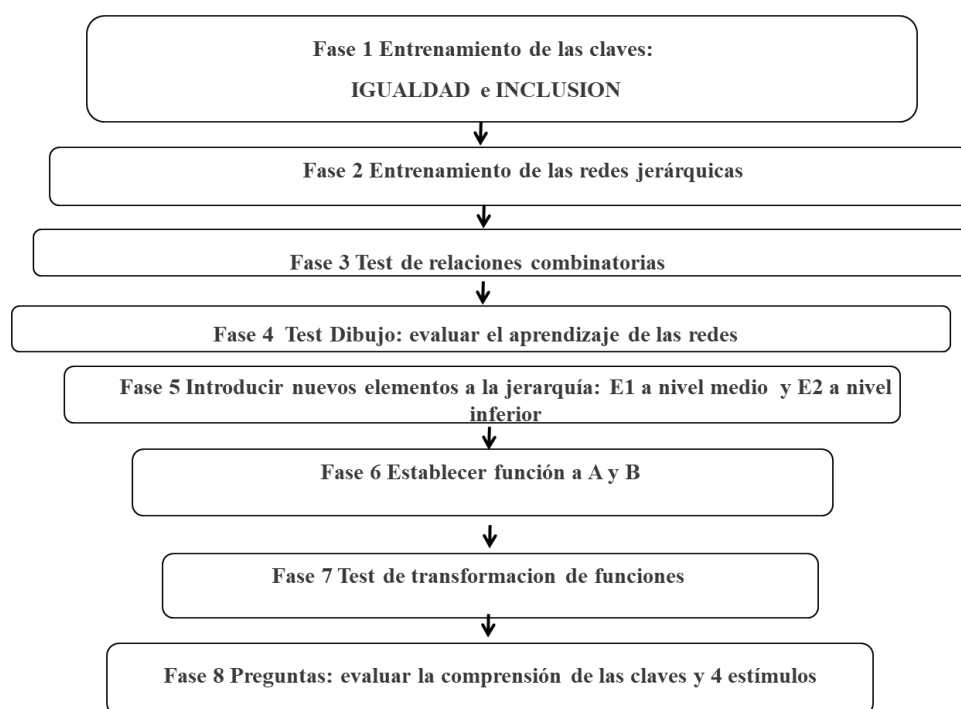 Fase 1 Entrenamiento de las claves:
IGUALDAD e INCLUSION
Fase 2 Entrenamiento de las redes jerárquicas
Fase 3 Test de relaciones combinatorias
Fase 4 Test Dibujo: evaluar el aprendizaje de las redes
Fase 5 Introducir nuevos elementos a la jerarquía: E1 a nivel medio y E2 a nivel
inferior
Fase 6 Establecer función a A y B
Fase 7 Test de transformacion de funciones
Fase 8 Preguntas: evaluar la comprensión de las claves y 4 estímulos